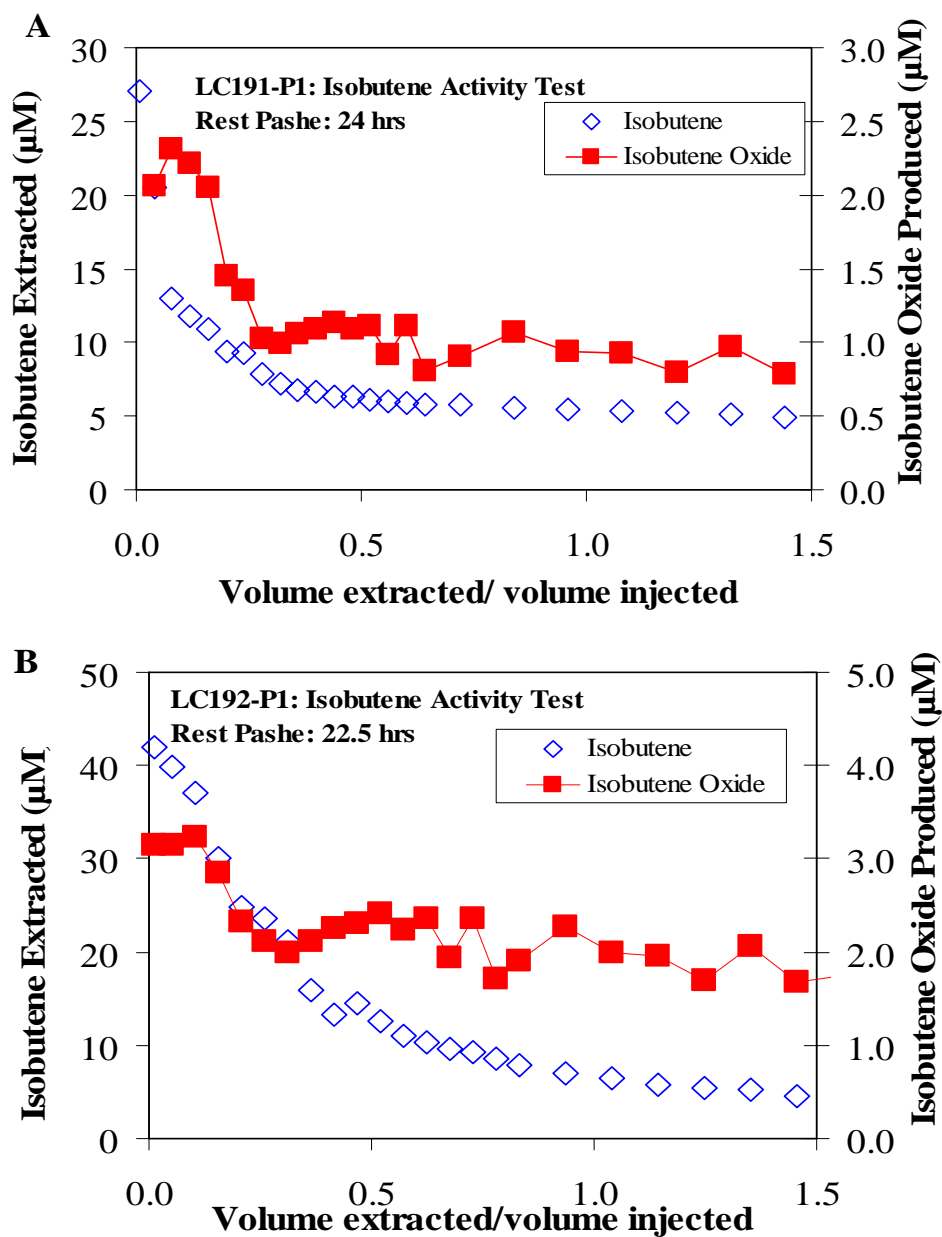 A
LC191-P1: Isobutene Activity Test
Rest Pashe: 24 hrs
Isobutene
Isobutene Oxide
Isobutene Extracted (µM)
30
25
20
15
10
5
0
Isobutene Oxide Produced (µM)
3.0
2.5
2.0
1.5
1.0
0.5
0.0
0.0 0.5 1.0 1.5
Volume extracted/ volume injected
B
LC192-P1: Isobutene Activity Test
Rest Pashe: 22.5 hrs
Isobutene
Isobutene Oxide
Isobutene Extracted (µM)
50
40
30
20
10
0
Isobutene Oxide Produced (µM)
5.0
4.0
3.0
2.0
1.0
0.0
0.0 0.5 1.0 1.5
Volume extracted/volume injected